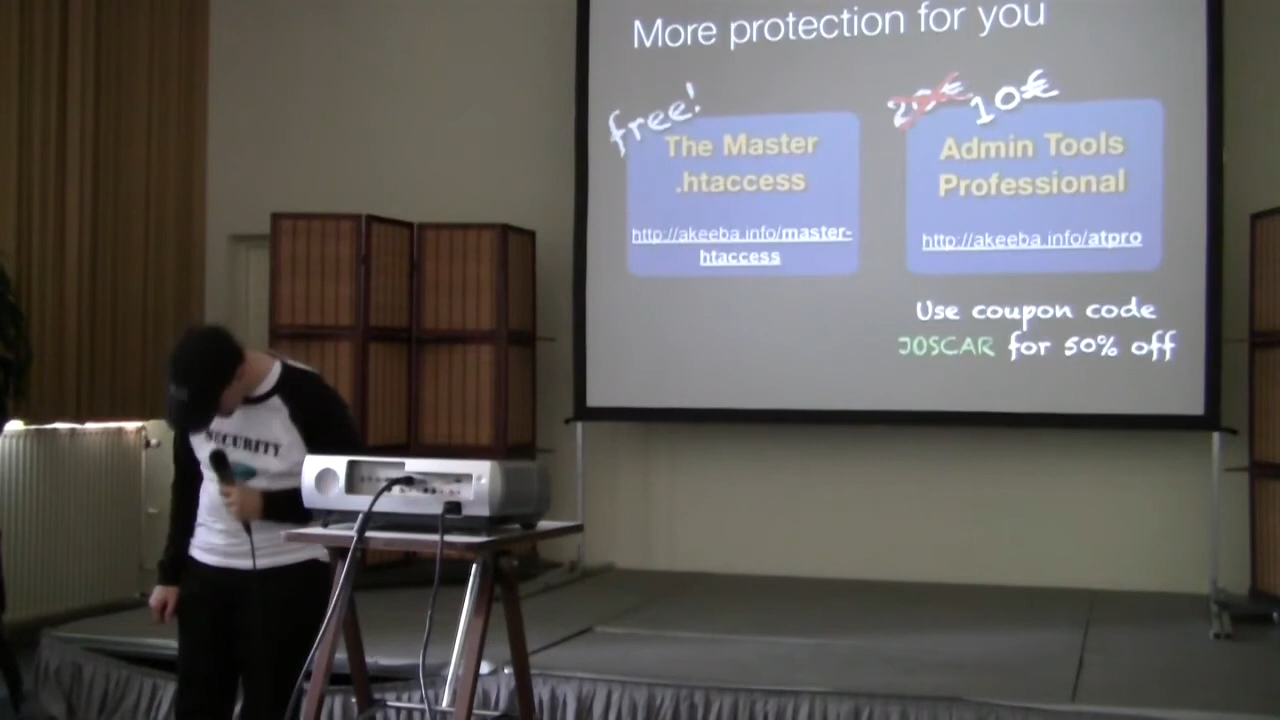 More protection for you
free!
The Master
.htaccess
http://akeeba.info/master-
htaccess
20€ 10€
Admin Tools
Professional
http://akeeba.info/atpro
Use coupon code
JOSCAR for 50% off
SECURITY